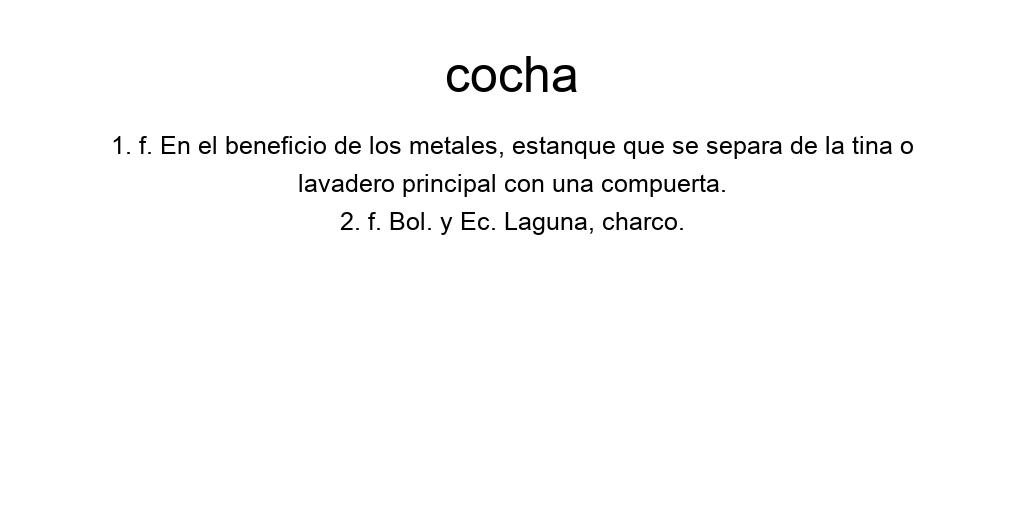 cocha
1. f. En el beneficio de los metales, estanque que se separa de la tina o
lavadero principal con una compuerta.
2. f. Bol. y Ec. Laguna, charco.